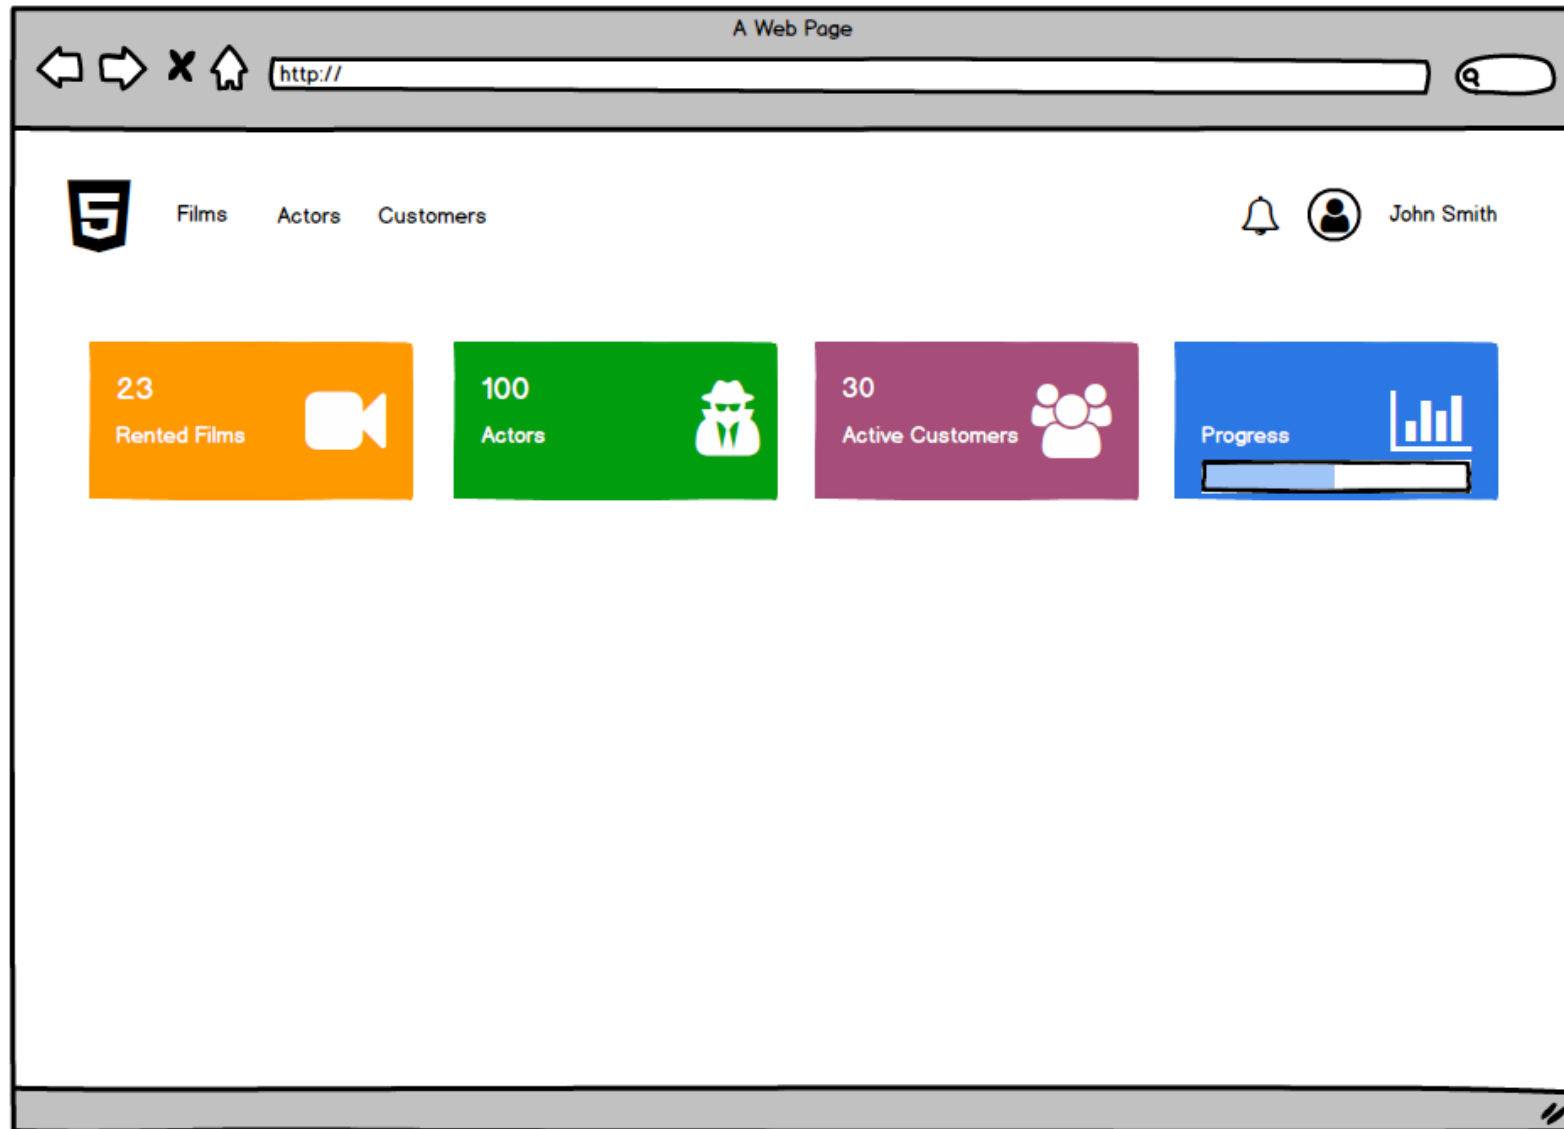 A Web Page
http://
Films Actors Customers John Smith
23
Rented Films
100
Actors
30
Active Customers
Progress